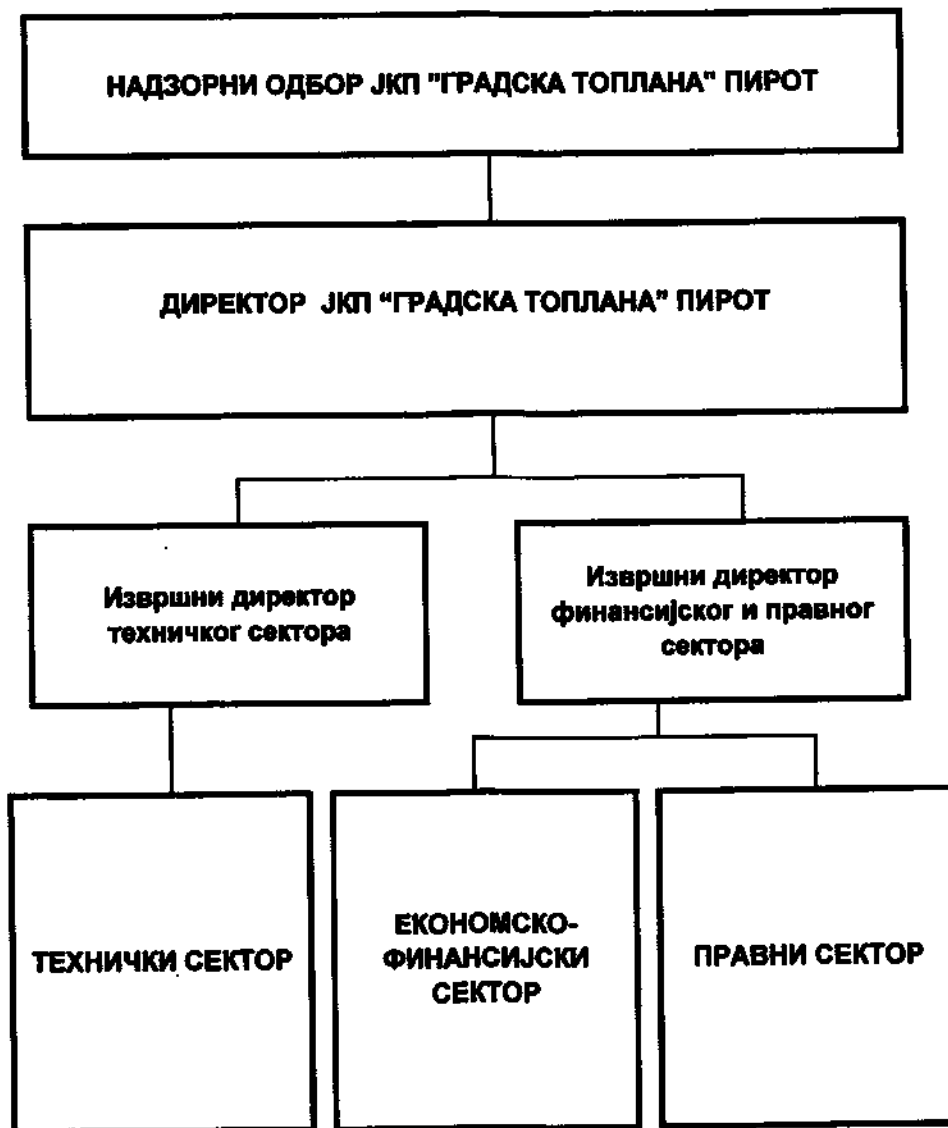 НАДЗОРНИ ОДБОР ЈКП "ГРАДСКА ТОПЛАНА" ПИРОТ
ДИРЕКТОР ЈКП "ГРАДСКА ТОПЛАНА" ПИРОТ
Извршни директор
техничког сектора
Извршни директор
финансијског и правног
сектора
ТЕХНИЧКИ СЕКТОР
ЕКОНОМСКО-
ФИНАНСИЈСКИ
СЕКТОР
ПРАВНИ СЕКТОР